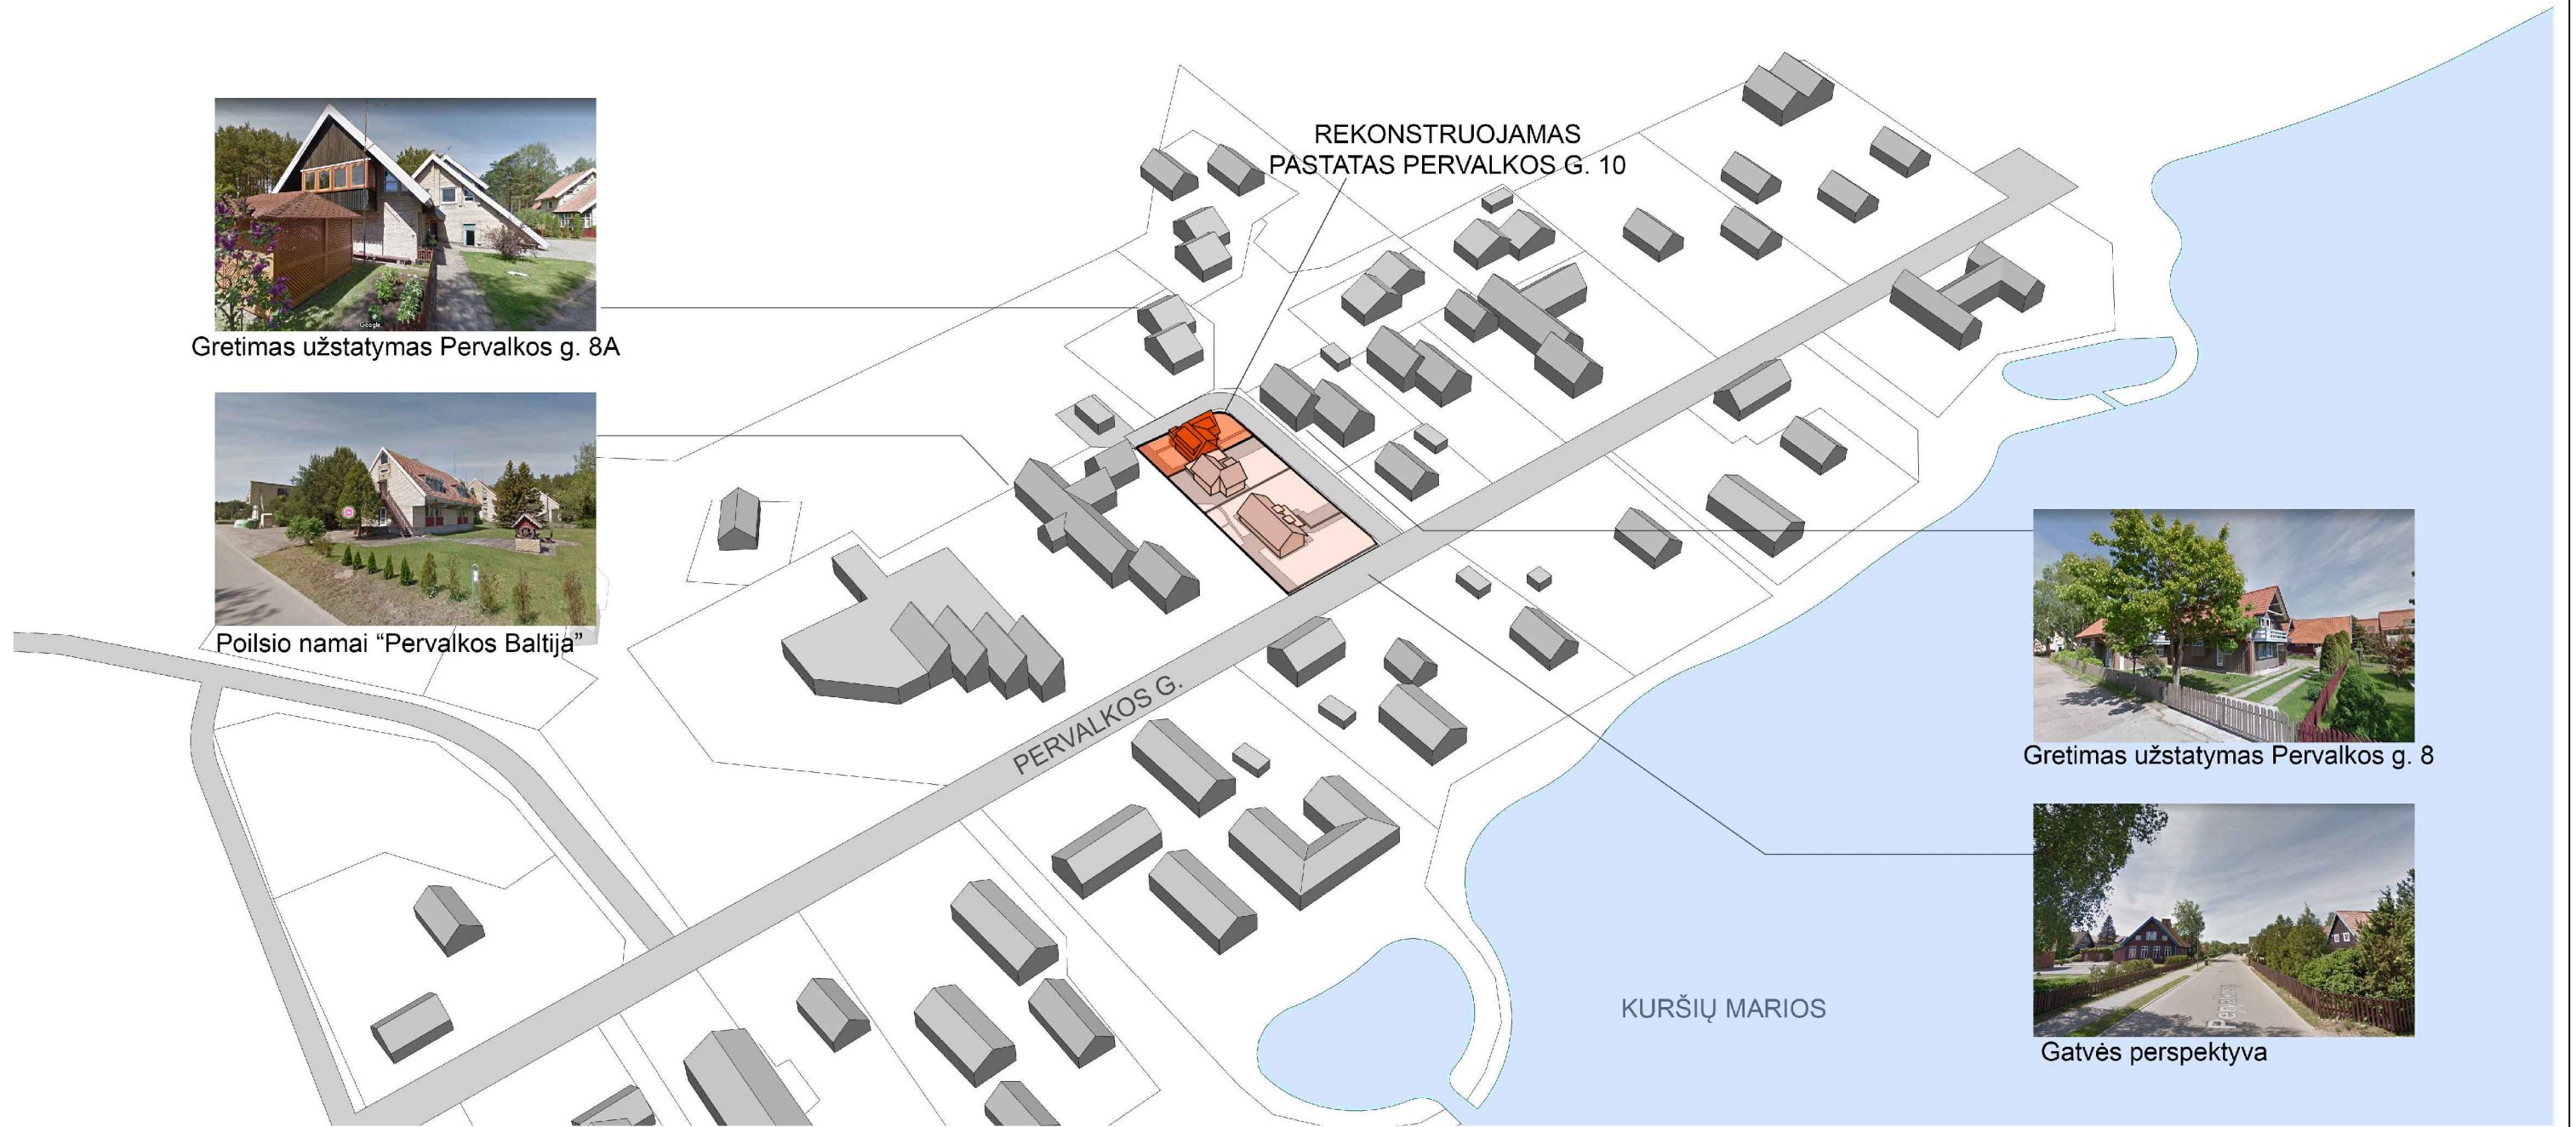 REKONSTRUOJAMAS
PASTATAS PERVALKOS G. 10
Google
Gretimas užstatymas Pervalkos g. 8A
Poilsio namai “Pervalkos Baltija”
PERVALKOS G.
Gretimas užstatymas Pervalkos g. 8
KURŠIŲ MARIOS
Gatvės perspektyva